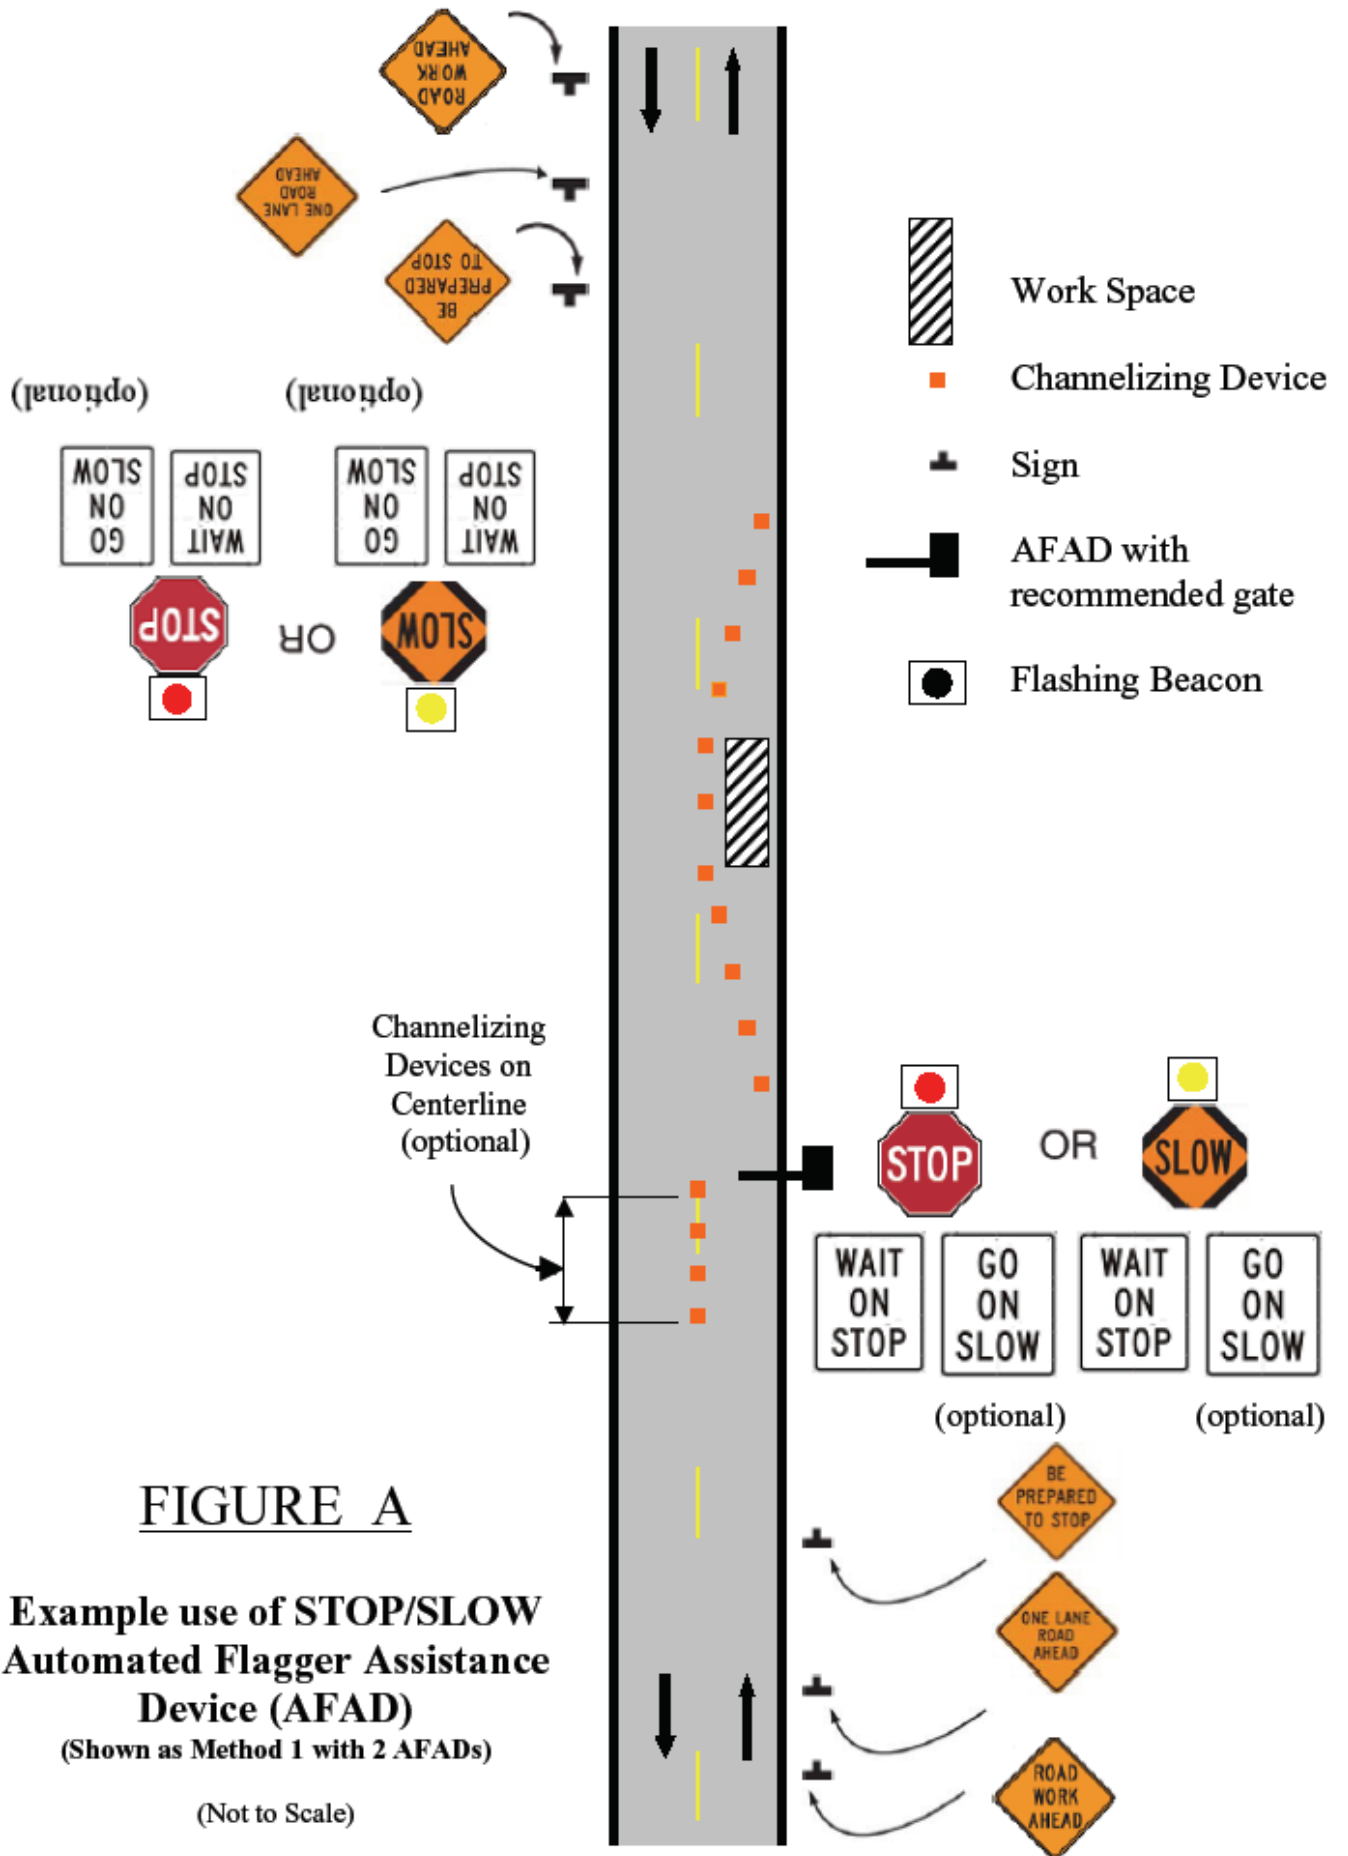 ROAD
WORK
AHEAD
ONE LANE
ROAD
AHEAD
BE
PREPARED
TO STOP
(optional)
(optional)
GO
ON
SLOW
WAIT
ON
STOP
GO
ON
SLOW
WAIT
ON
STOP
STOP
OR
SLOW
Work Space
Channelizing Device
Sign
AFAD with
recommended gate
Flashing Beacon
Channelizing
Devices on
Centerline
(optional)
STOP
OR
SLOW
WAIT
ON
STOP
GO
ON
SLOW
WAIT
ON
STOP
GO
ON
SLOW
(optional)
(optional)
BE
PREPARED
TO STOP
ONE LANE
ROAD
AHEAD
ROAD
WORK
AHEAD
FIGURE A
Example use of STOP/SLOW
Automated Flagger Assistance
Device (AFAD)
(Shown as Method 1 with 2 AFADs)
(Not to Scale)